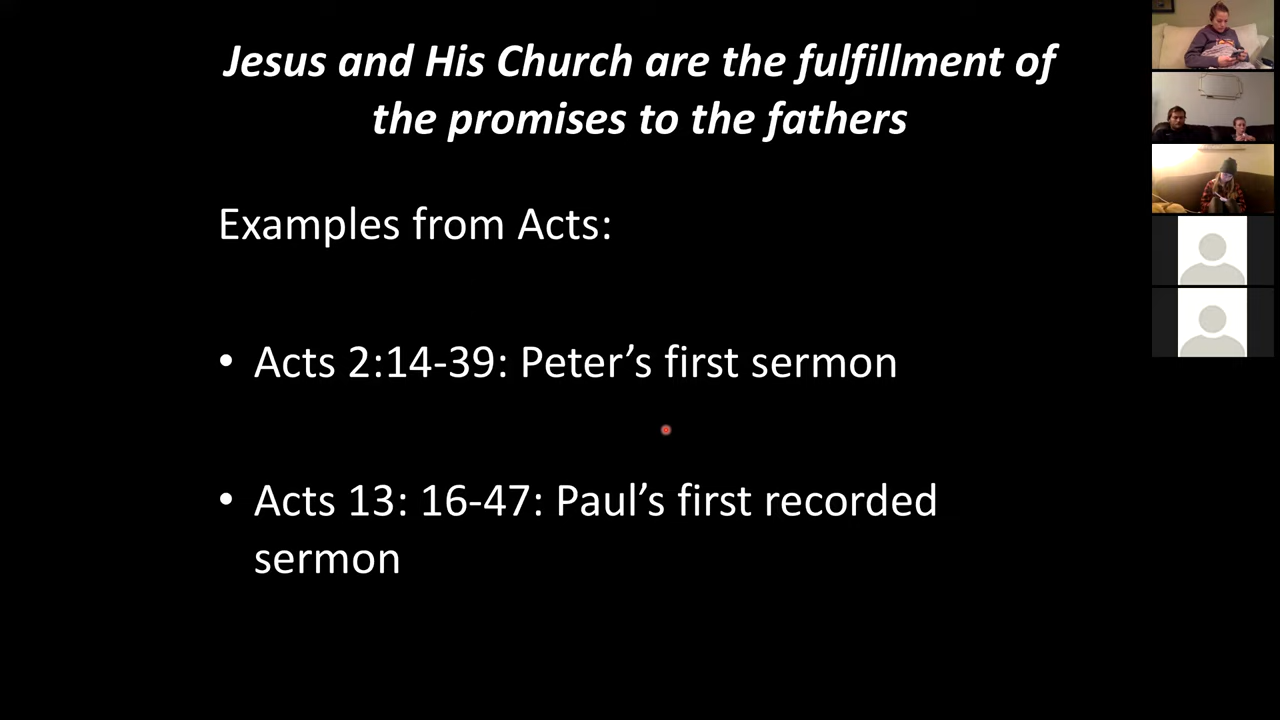 Jesus and His Church are the fulfillment of
the promises to the fathers
Examples from Acts:
• Acts 2:14-39: Peter’s first sermon
• Acts 13: 16-47: Paul’s first recorded
sermon